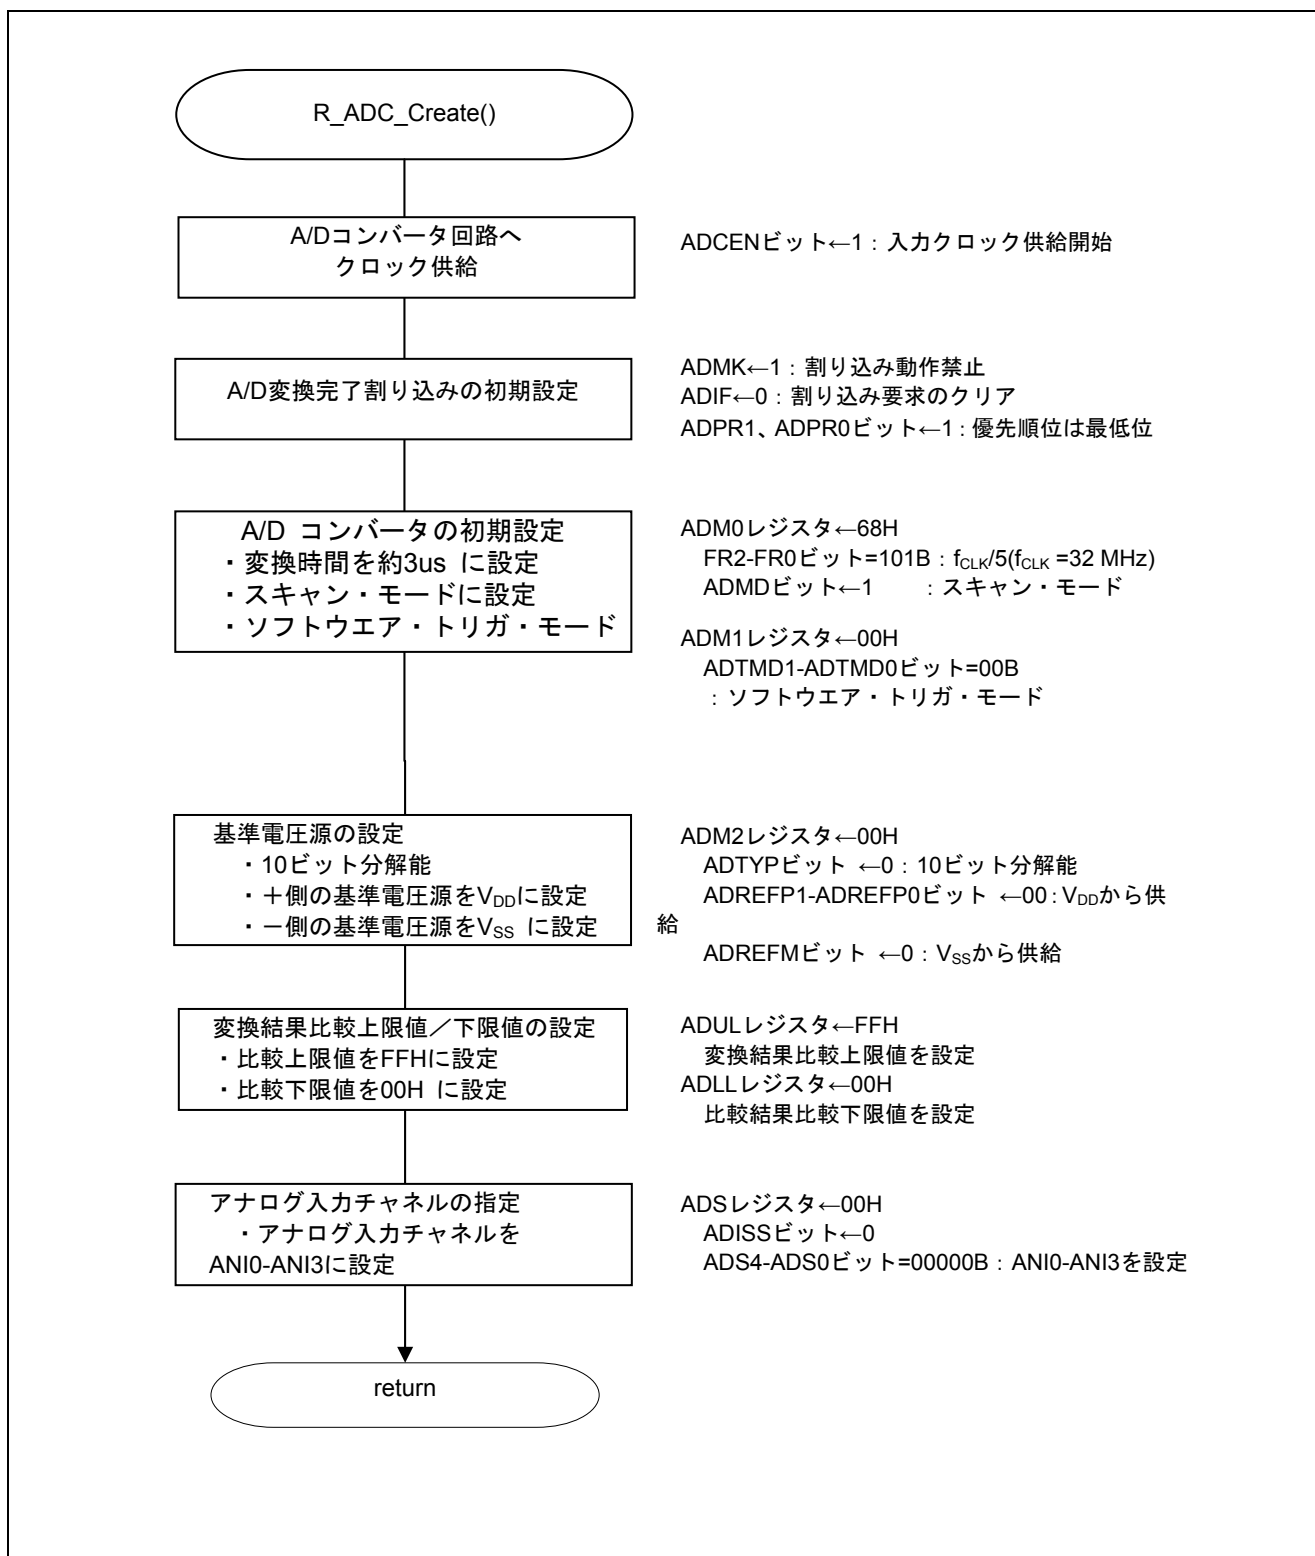 R_ADC_Create()
A/Dコンバータ回路へ
クロック供給
ADCENビット←1：入力クロック供給開始
A/D変換完了割り込みの初期設定
ADMK←1：割り込み動作禁止
ADIF←0：割り込み要求のクリア
ADPR1、ADPR0ビット←1：優先順位は最低位
A/D コンバータの初期設定
・変換時間を約3us に設定
・スキャン・モードに設定
・ソフトウエア・トリガ・モード
ADM0レジスタ←68H
FR2-FR0ビット=101B：fCLK/5(fCLK =32 MHz)
ADMDビット←1 ：スキャン・モード
ADM1レジスタ←00H
ADTMD1-ADTMD0ビット=00B
：ソフトウエア・トリガ・モード
基準電圧源の設定
・10ビット分解能
・＋側の基準電圧源をVDDに設定
・－側の基準電圧源をVSS に設定
ADM2レジスタ←00H
ADTYPビット ←0：10ビット分解能
ADREFP1-ADREFP0ビット ←00：VDDから供
給
ADREFMビット ←0：VSSから供給
変換結果比較上限値／下限値の設定
・比較上限値をFFHに設定
・比較下限値を00H に設定
ADULレジスタ←FFH
変換結果比較上限値を設定
ADLLレジスタ←00H
比較結果比較下限値を設定
アナログ入力チャネルの指定
・アナログ入力チャネルを
ANI0-ANI3に設定
ADSレジスタ←00H
ADISSビット←0
ADS4-ADS0ビット=00000B：ANI0-ANI3を設定
return